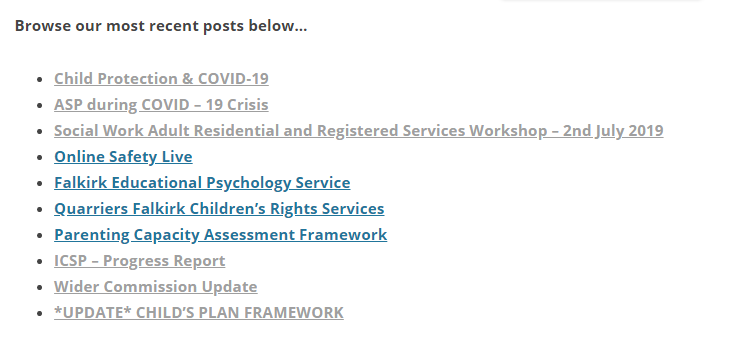 Browse our most recent posts below...
Child Protection & COVID-19
ASP during COVID – 19 Crisis
Social Work Adult Residential and Registered Services Workshop – 2nd July 2019
Online Safety Live
Falkirk Educational Psychology Service
Quarriers Falkirk Children’s Rights Services
Parenting Capacity Assessment Framework
ICSP – Progress Report
Wider Commission Update
*UPDATE* CHILD’S PLAN FRAMEWORK